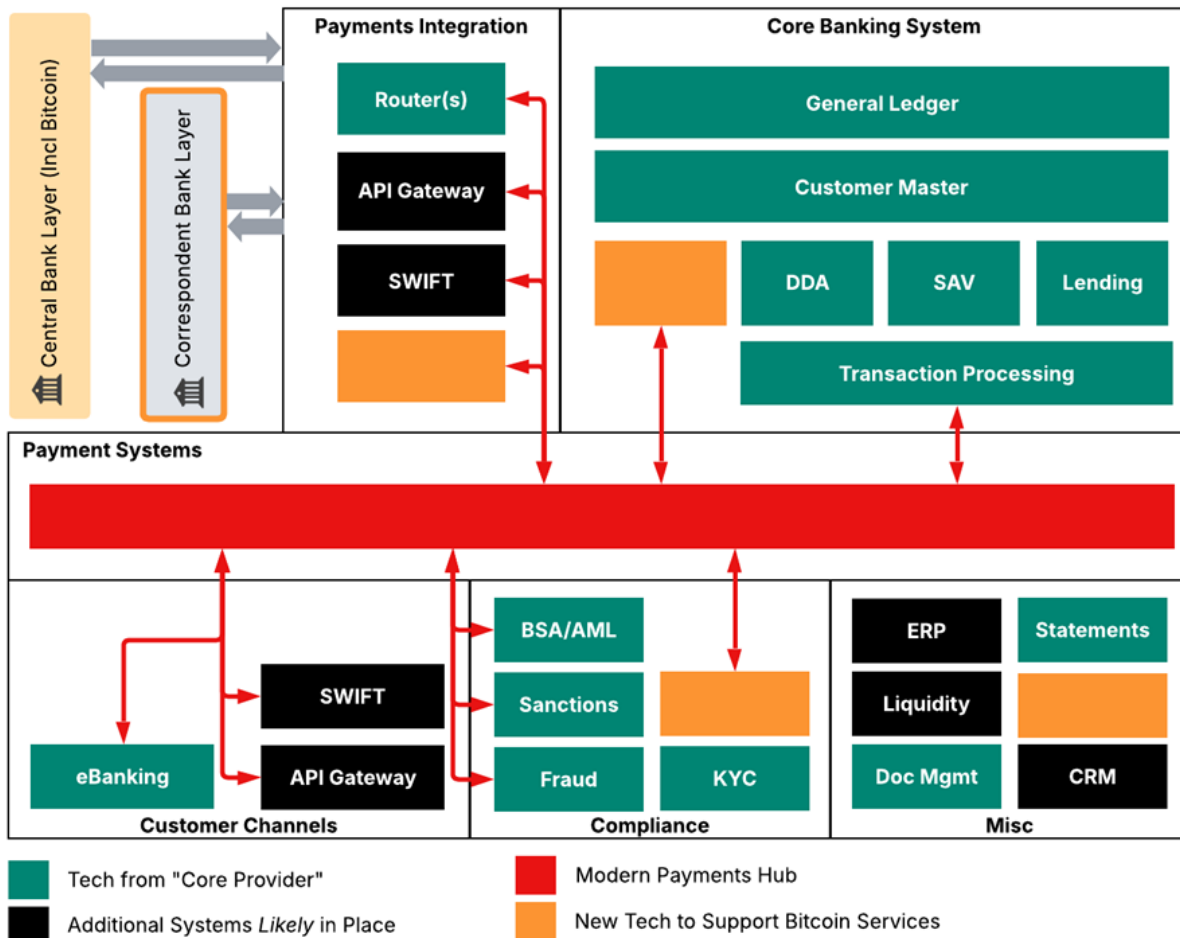 Central Bank Layer (Incl Bitcoin)
Correspondent Bank Layer
Payments Integration
Router(s)
API Gateway
SWIFT
Core Banking System
General Ledger
Customer Master
DDA
SAV
Lending
Transaction Processing
Payment Systems
eBanking
SWIFT
API Gateway
Customer Channels
BSA/AML
Sanctions
Fraud
KYC
Compliance
ERP
Statements
Liquidity
Doc Mgmt
CRM
Misc
Tech from "Core Provider"
Modern Payments Hub
Additional Systems Likely in Place
New Tech to Support Bitcoin Services